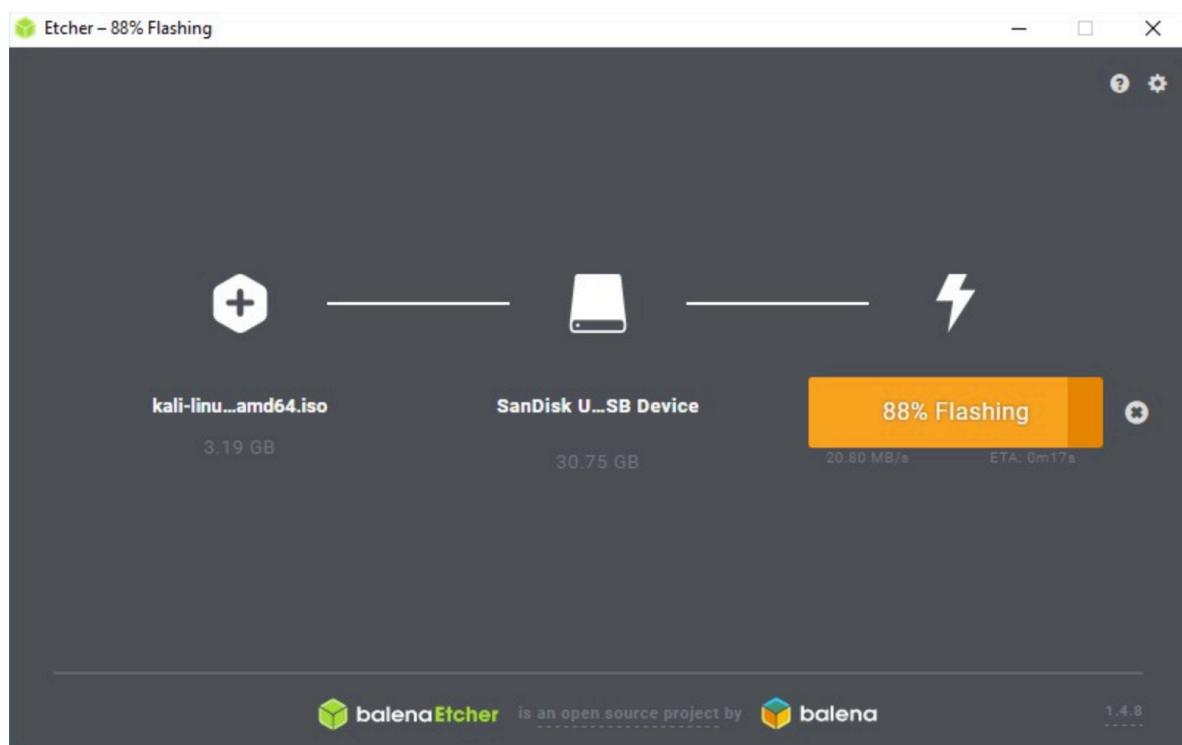 Etcher – 88% Flashing
kali-linu...amd64.iso
3.19 GB
SanDisk U...SB Device
30.75 GB
88% Flashing
20.80 MB/s ETA: 0m17s
balenaEtcher is an open source project by balena 1.4.8